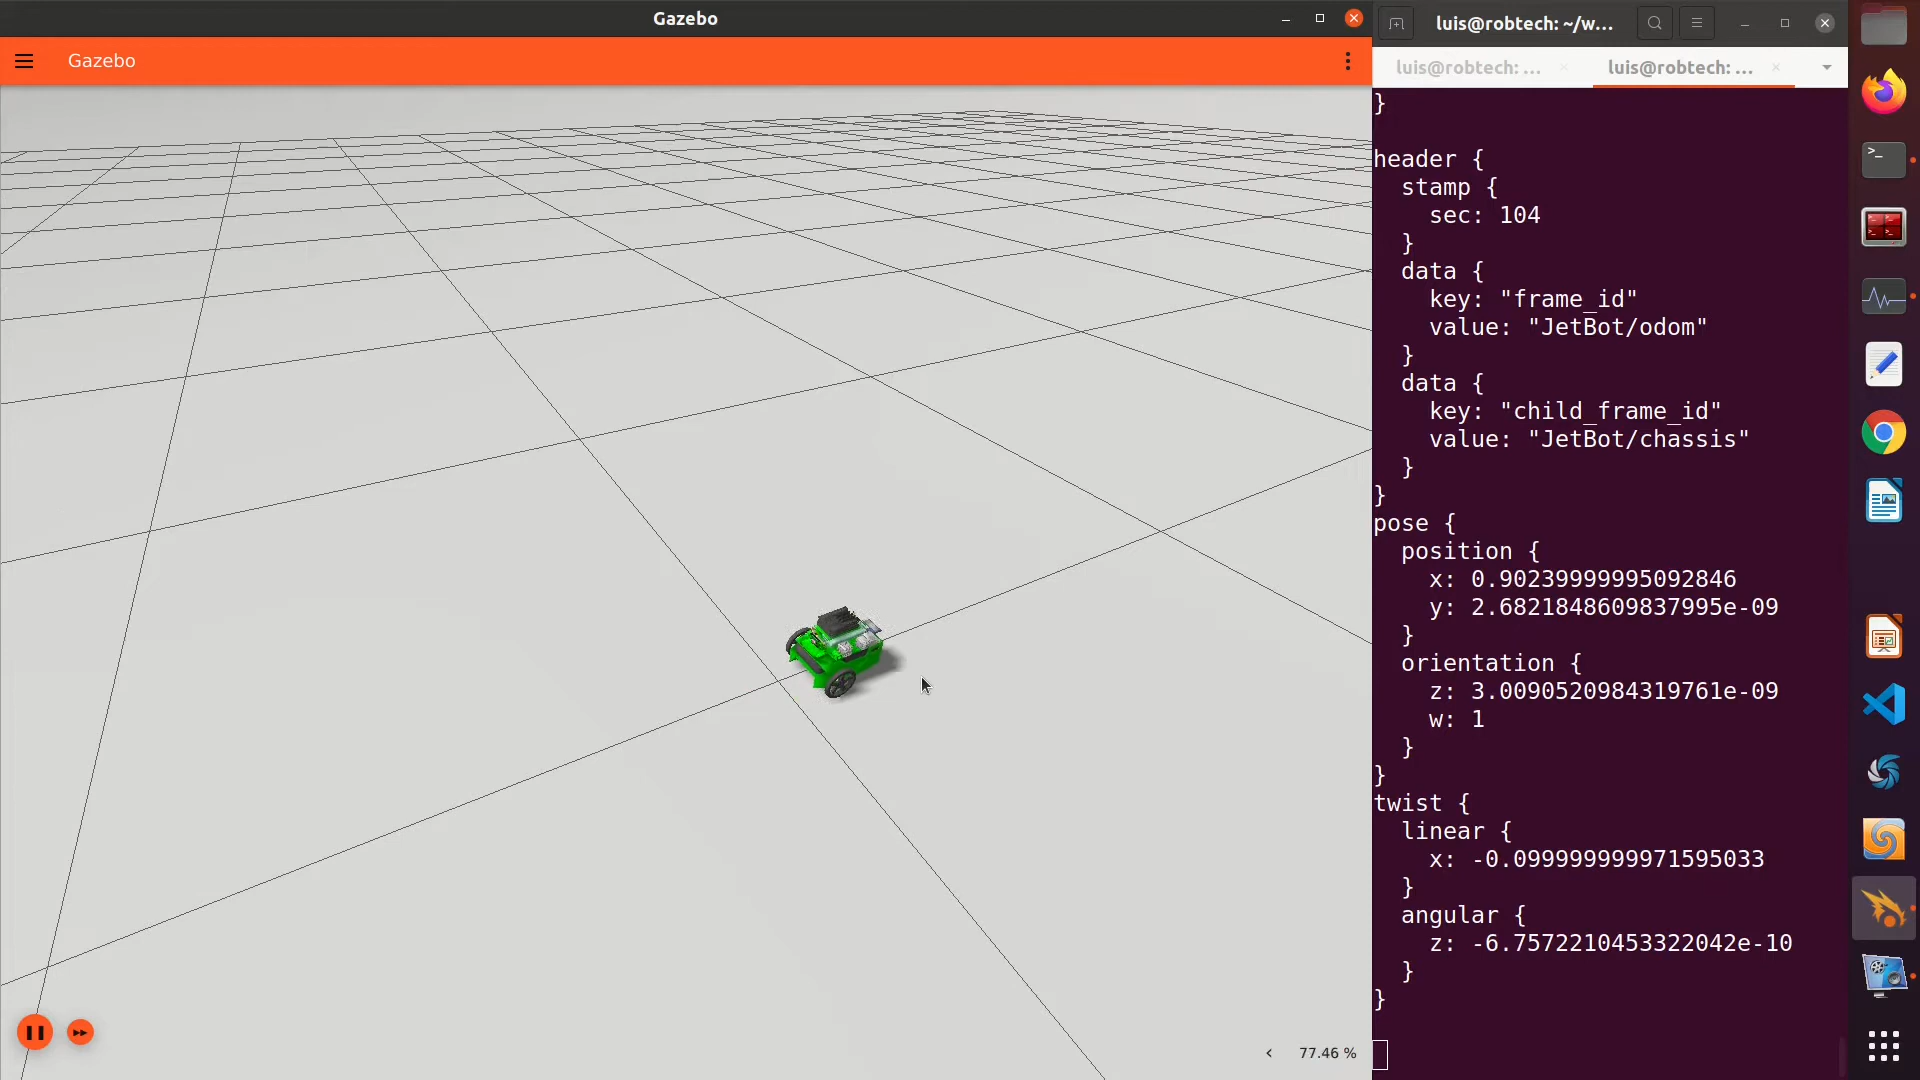 Gazebo
Gazebo
77.46 %
luis@robtech: ~/w...
luis@robtech: ...
luis@robtech: ...
}
header {
stamp {
sec: 104
}
data {
key: "frame_id"
value: "JetBot/odom"
}
data {
key: "child_frame_id"
value: "JetBot/chassis"
}
}
pose {
position {
x: 0.90239999995092846
y: 2.6821848609837995e-09
}
orientation {
z: 3.0090520984319761e-09
w: 1
}
}
twist {
linear {
x: -0.099999999971595033
}
angular {
z: -6.7572210453322042e-10
}
}